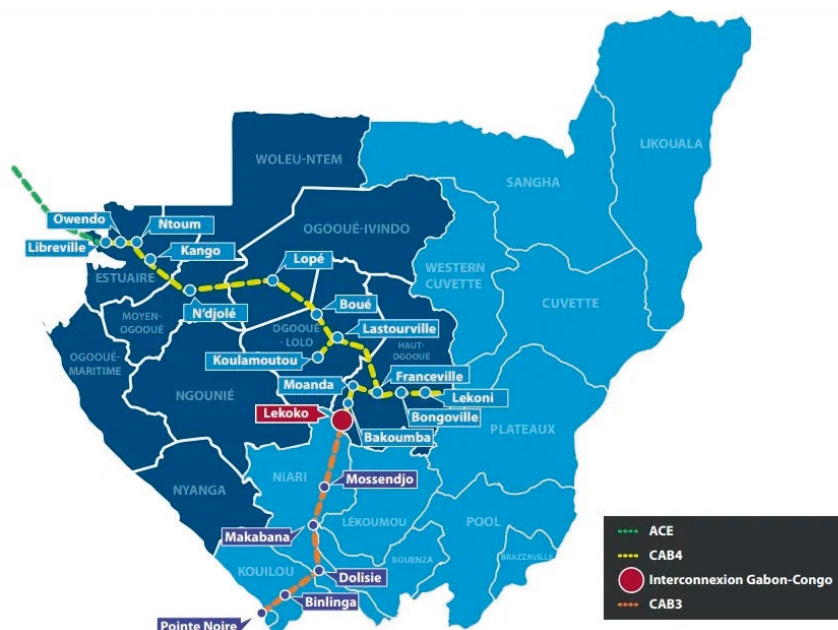 WOLEU-NTEM
LIKOUALA
SANGHA
Owendo
Ntoum
OGOOUÉ-IVINDO
Libreville
Kango
Lopé
ESTUAIRE
WESTERN
CUVETTE
N'djolé
Boué
CUVETTE
MOYEN-
OGOOUÉ
OGOOUÉ
-LOLO
Lastourville
HAUT-
OGOOUÉ
OGOOUÉ-
MARITIME
Koulamoutou
NGOUNIÉ
Moanda
Franceville
Lekoni
Lekoko
Bongoville
PLATEAUX
Bakoumba
NIARI
Mossendjo
NYANGA
LÉKOUMOU
POOL
Makabana
BOUENZA
BRAZZAVILLE
KOUILOU
Dolisie
Binlinga
Pointe Noire
ACE
CAB4
Interconnexion Gabon-Congo
CAB3